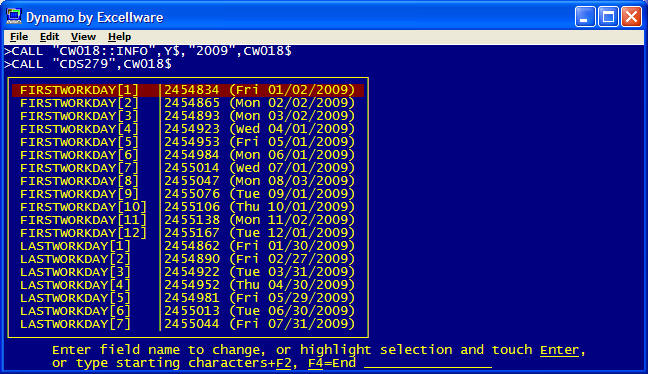 Dynamo by Excellware
File Edit View Help
>CALL "CW018::INFO",Y$,"2009",CW018$
>CALL "CDS279",CW018$
FIRSTWORKDAY[1] |2454834 (Fri 01/02/2009)
FIRSTWORKDAY[2] |2454865 (Mon 02/02/2009)
FIRSTWORKDAY[3] |2454893 (Mon 03/02/2009)
FIRSTWORKDAY[4] |2454923 (Wed 04/01/2009)
FIRSTWORKDAY[5] |2454953 (Fri 05/01/2009)
FIRSTWORKDAY[6] |2454984 (Mon 06/01/2009)
FIRSTWORKDAY[7] |2455014 (Wed 07/01/2009)
FIRSTWORKDAY[8] |2455047 (Mon 08/03/2009)
FIRSTWORKDAY[9] |2455076 (Tue 09/01/2009)
FIRSTWORKDAY[10] |2455106 (Thu 10/01/2009)
FIRSTWORKDAY[11] |2455138 (Mon 11/02/2009)
FIRSTWORKDAY[12] |2455167 (Tue 12/01/2009)
LASTWORKDAY[1] |2454862 (Fri 01/30/2009)
LASTWORKDAY[2] |2454890 (Fri 02/27/2009)
LASTWORKDAY[3] |2454922 (Tue 03/31/2009)
LASTWORKDAY[4] |2454952 (Thu 04/30/2009)
LASTWORKDAY[5] |2454981 (Fri 05/29/2009)
LASTWORKDAY[6] |2455013 (Tue 06/30/2009)
LASTWORKDAY[7] |2455044 (Fri 07/31/2009)
Enter field name to change, or highlight selection and touch Enter,
or type starting characters+F2, F4=End ________________